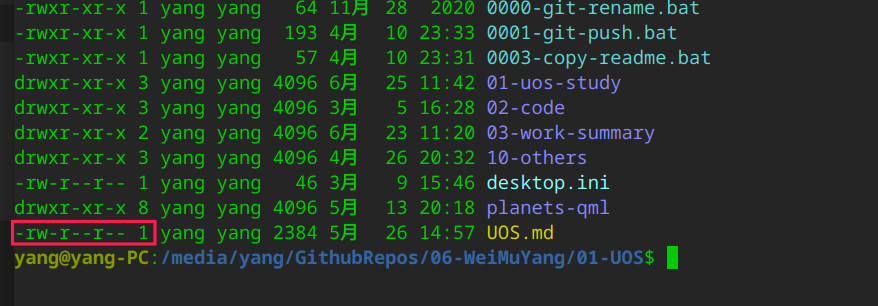 -rwxr-xr-x 1 yang yang   64 11月 28  2020 0000-git-rename.bat
-rwxr-xr-x 1 yang yang  193 4月  10 23:33 0001-git-push.bat
-rwxr-xr-x 1 yang yang   57 4月  10 23:31 0003-copy-readme.bat
drwxr-xr-x 3 yang yang 4096 6月  25 11:42 01-uos-study
drwxr-xr-x 3 yang yang 4096 3月   5 16:28 02-code
drwxr-xr-x 2 yang yang 4096 6月  23 11:20 03-work-summary
drwxr-xr-x 3 yang yang 4096 4月  26 20:32 10-others
-rw-r--r-- 1 yang yang   46 3月   9 15:46 desktop.ini
drwxr-xr-x 8 yang yang 4096 5月  13 20:18 planets-qml
-rw-r--r-- 1 yang yang 2384 5月  26 14:57 UOS.md
yang@yang-PC:/media/yang/GithubRepos/06-WeiMuYang/01-UOS$